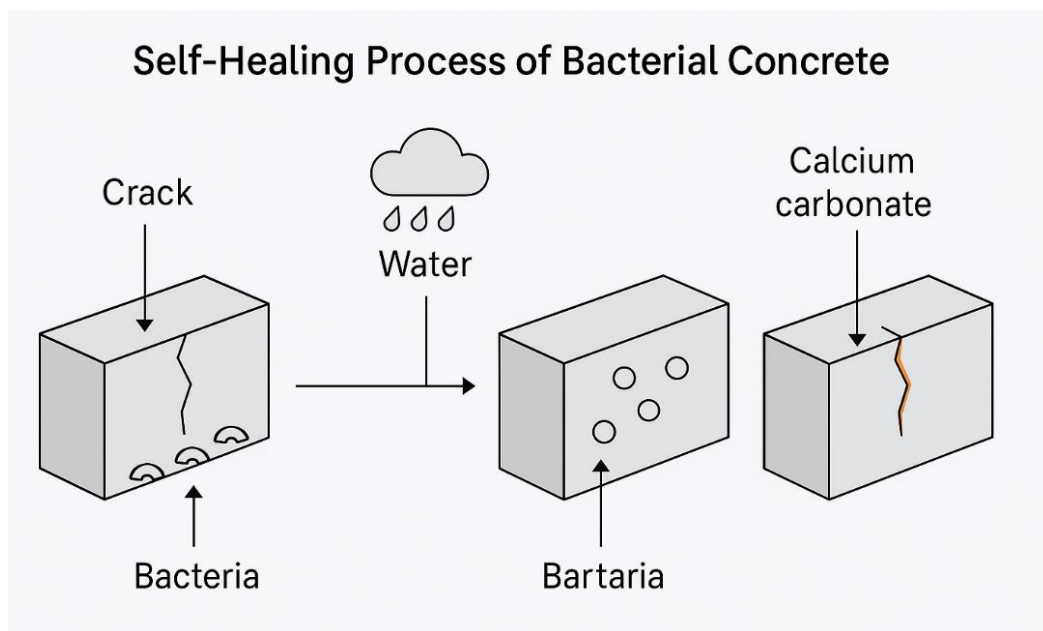 Self-Healing Process of Bacterial Concrete
Crack
Water
Calcium
carbonate
Bacteria
Bartaria